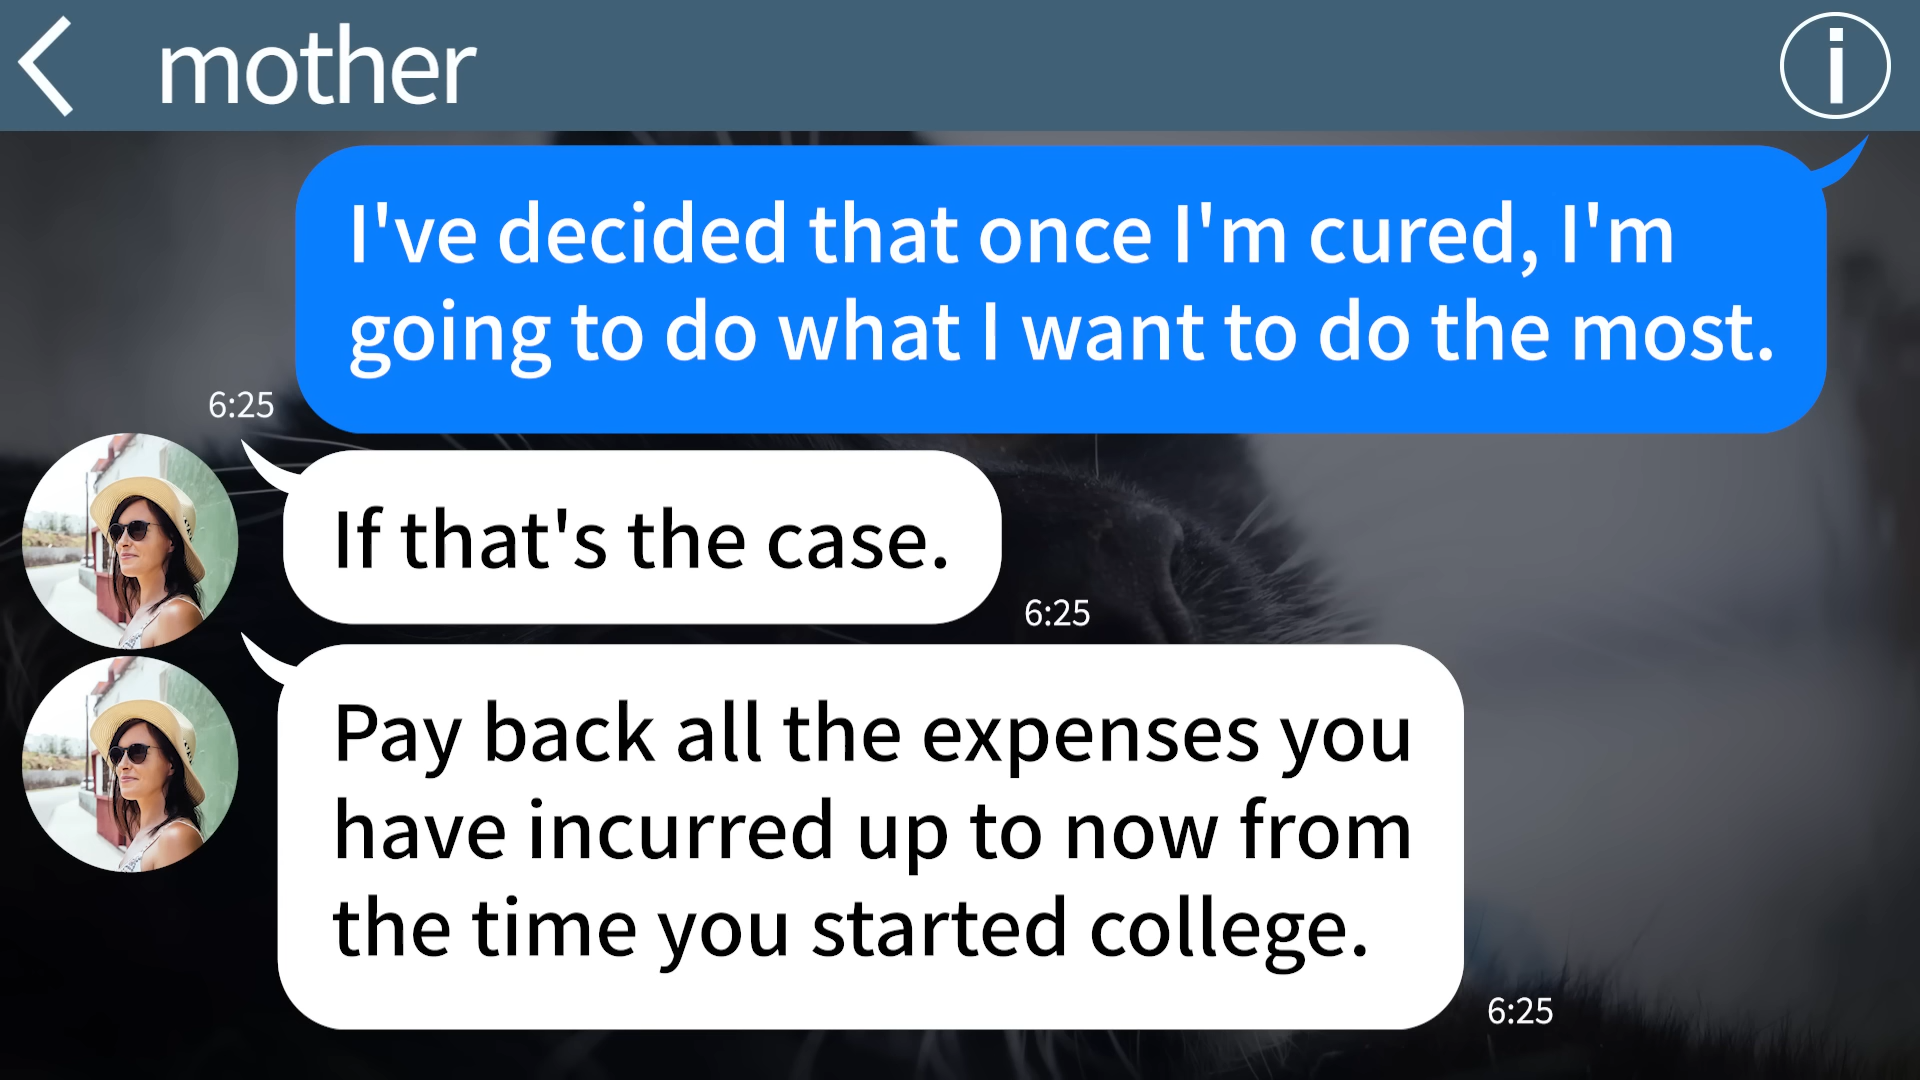 mother
i
I've decided that once I'm cured, I'm
going to do what I want to do the most.
6:25
If that's the case.
6:25
Pay back all the expenses you
have incurred up to now from
the time you started college.
6:25